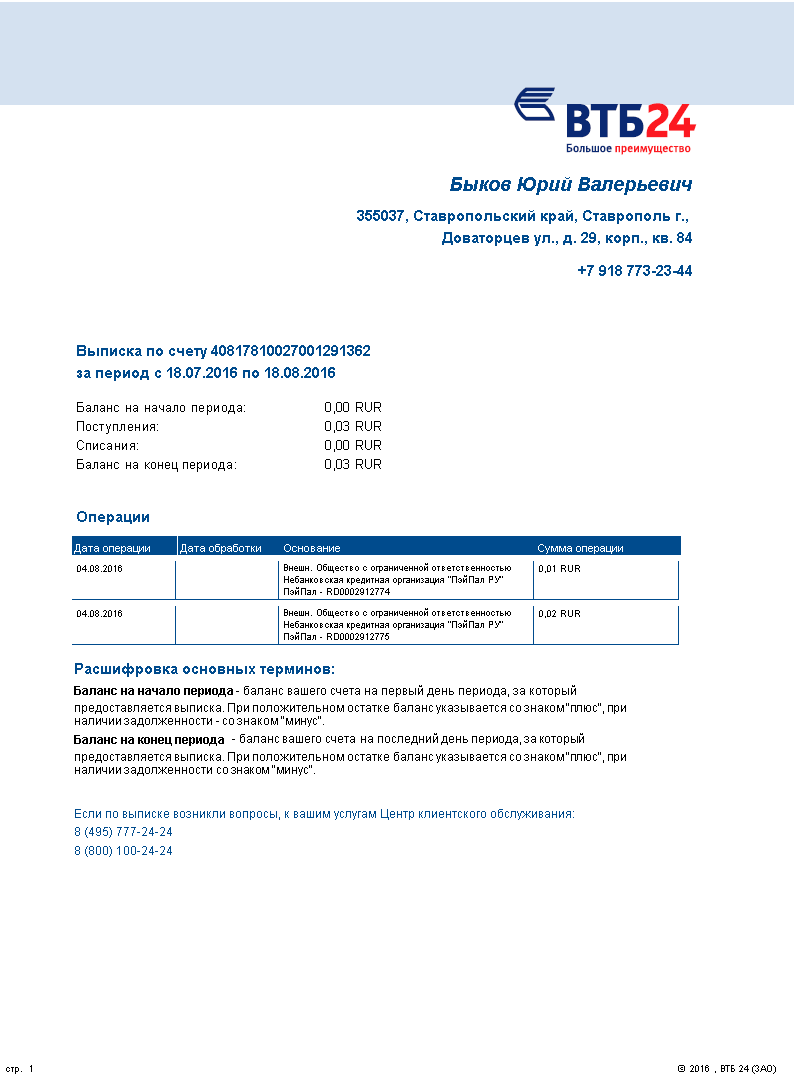 ВТБ24
Большое преимущество
Быков Юрий Валерьевич
355037, Ставропольский край, Ставрополь г.,
Доваторцев ул., д. 29, корп., кв. 84
+7 918 773-23-44
Выписка по счету 40817810027001291362
за период с 18.07.2016 по 18.08.2016
Баланс на начало периода: 0,00 RUR
Поступления: 0,03 RUR
Списания: 0,00 RUR
Баланс на конец периода: 0,03 RUR
Операции
Дата операции Дата обработки Основание Сумма операции
04.08.2016 Внешн. Общество с ограниченной ответственностью 0,01 RUR
Небанковская кредитная организация "ПэйПал РУ"
ПэйПал - RD0002912774
04.08.2016 Внешн. Общество с ограниченной ответственностью 0,02 RUR
Небанковская кредитная организация "ПэйПал РУ"
ПэйПал - RD0002912775
Расшифровка основных терминов:
Баланс на начало периода - баланс вашего счета на первый день периода, за который
предоставляется выписка. При положительном остатке баланс указывается со знаком "плюс", при
наличии задолженности - со знаком "минус".
Баланс на конец периода - баланс вашего счета на последний день периода, за который
предоставляется выписка. При положительном остатке баланс указывается со знаком "плюс", при
наличии задолженности со знаком "минус".
Если по выписке возникли вопросы, к вашим услугам Центр клиентского обслуживания:
8 (495) 777-24-24
8 (800) 100-24-24
стр. 1 © 2016 , ВТБ 24 (ЗАО)